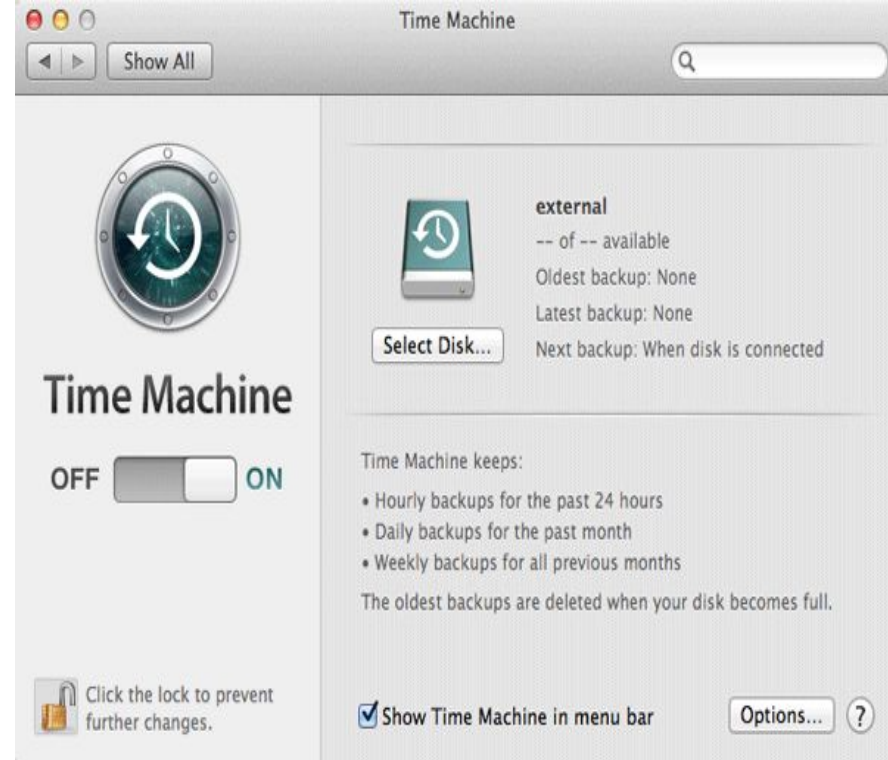 Time Machine
Show All
external
-- of -- available
Oldest backup: None
Latest backup: None
Select Disk...
Next backup: When disk is connected
Time Machine
OFF ON
Time Machine keeps:
• Hourly backups for the past 24 hours
• Daily backups for the past month
• Weekly backups for all previous months
The oldest backups are deleted when your disk becomes full.
Click the lock to prevent
further changes.
Show Time Machine in menu bar
Options... ?